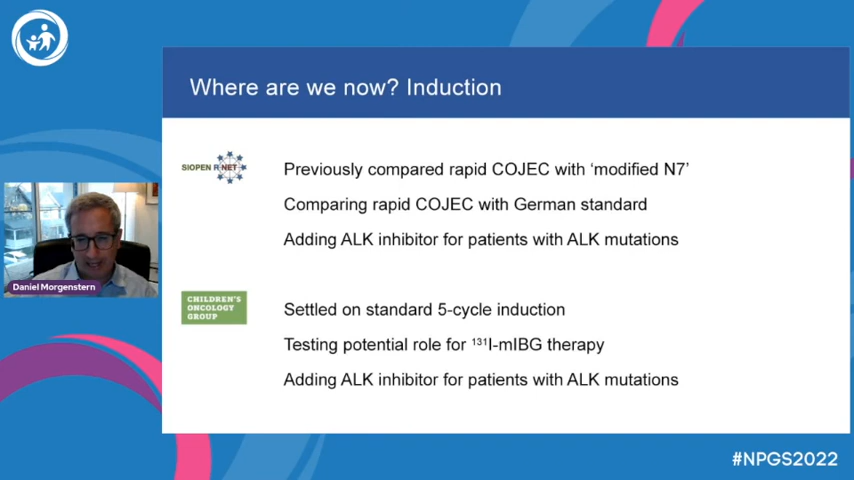 Where are we now? Induction
SIOPEN R NET
Previously compared rapid COJEC with ‘modified N7’
Comparing rapid COJEC with German standard
Adding ALK inhibitor for patients with ALK mutations
Daniel Morgenstern
CHILDREN'S
ONCOLOGY
GROUP
Settled on standard 5-cycle induction
Testing potential role for ¹³¹I-mIBG therapy
Adding ALK inhibitor for patients with ALK mutations
#NPGS2022